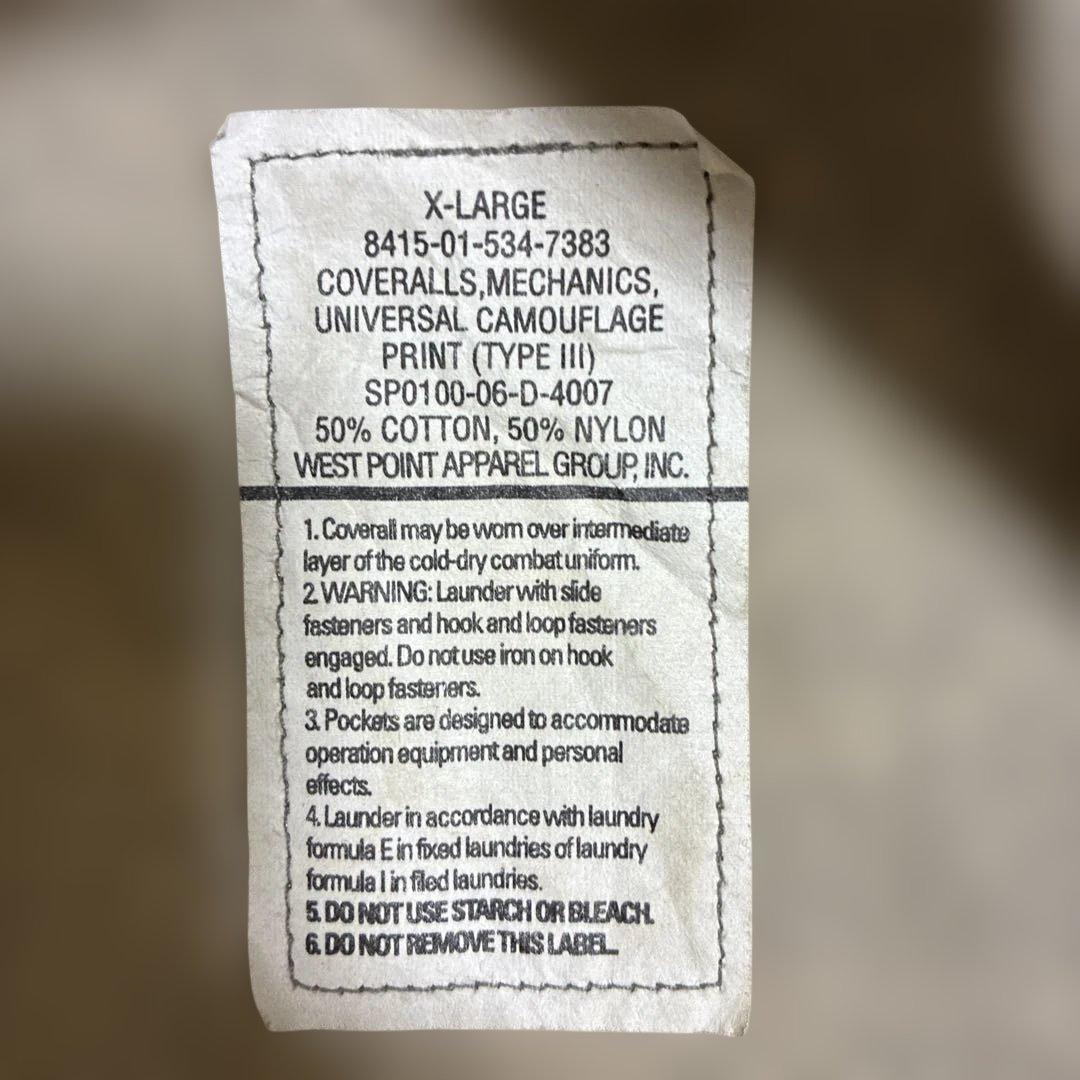 X-LARGE
8415-01-534-7383
COVERALLS,MECHANICS,
UNIVERSAL CAMOUFLAGE
PRINT (TYPE III)
SP0100-06-D-4007
50% COTTON, 50% NYLON
WEST POINT APPAREL GROUP, INC.
1. Coverall may be worn over intermediate
layer of the cold-dry combat uniform.
2. WARNING: Launder with slide
fasteners and hook and loop fasteners
engaged. Do not use iron on hook
and loop fasteners.
3. Pockets are designed to accommodate
operation equipment and personal
effects.
4. Launder in accordance with laundry
formula E in fixed laundries of laundry
formula I in filed laundries.
5. DO NOT USE STARCH OR BLEACH.
6. DO NOT REMOVE THIS LABEL.